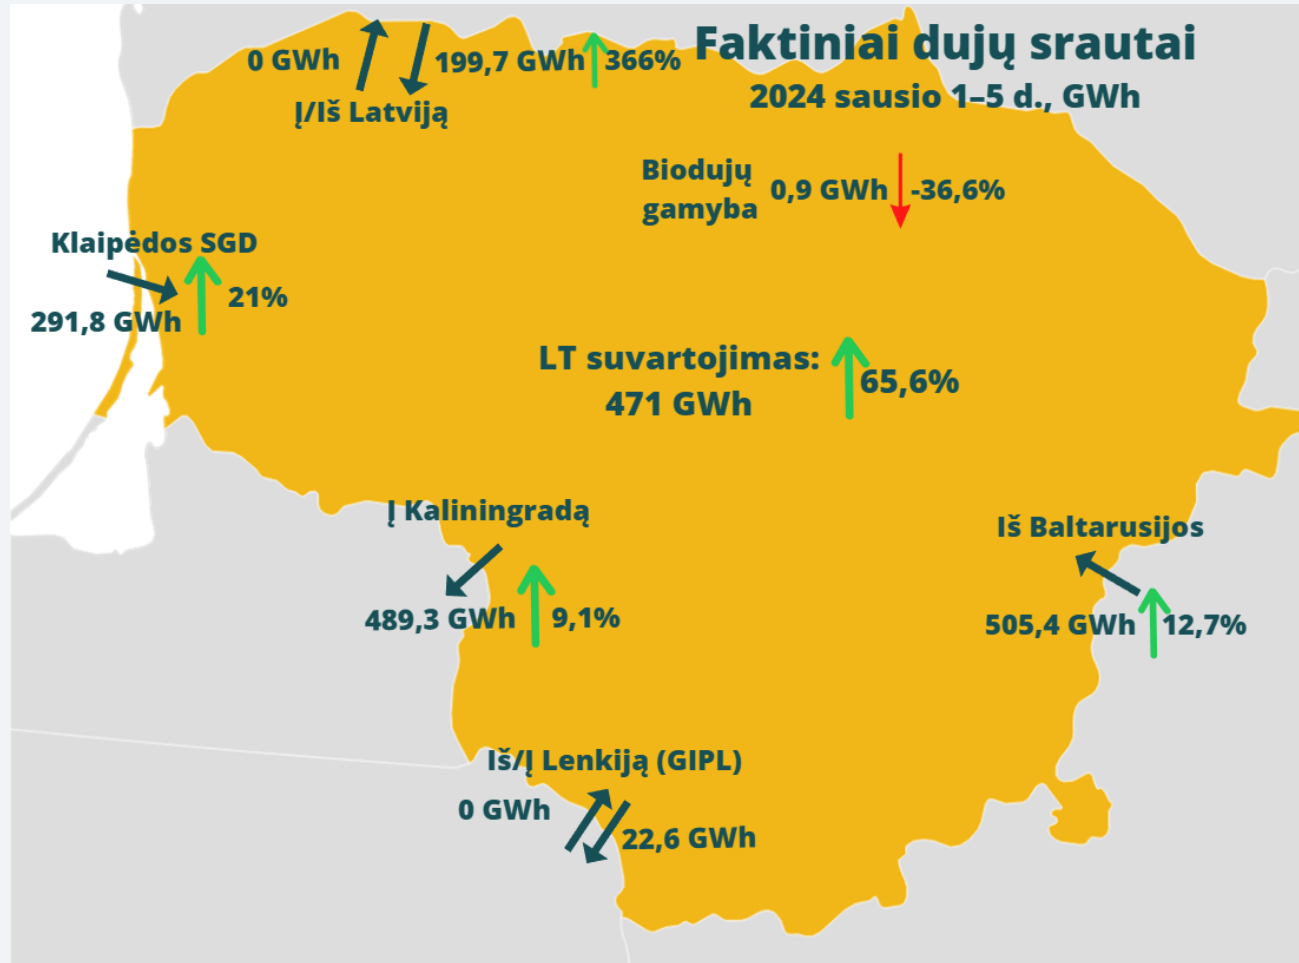 Faktiniai dujų srautai
2024 sausio 1–5 d., GWh
0 GWh
199,7 GWh
366%
Į/Iš Latviją
Biodujų
gamyba
0,9 GWh
-36,6%
Klaipėdos SGD
291,8 GWh
21%
LT suvartojimas:
471 GWh
65,6%
Į Kaliningradą
489,3 GWh
9,1%
Iš Baltarusijos
505,4 GWh
12,7%
Iš/Į Lenkiją (GIPL)
0 GWh
22,6 GWh